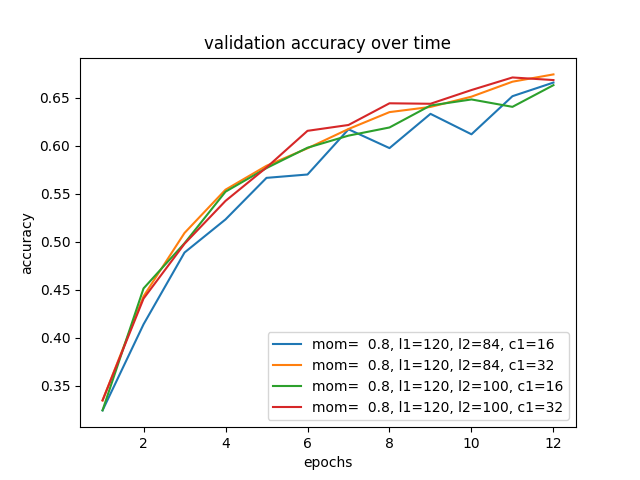 validation accuracy over time
accuracy
0.65
0.60
0.55
0.50
0.45
0.40
0.35
mom=  0.8, l1=120, l2=84, c1=16
mom=  0.8, l1=120, l2=84, c1=32
mom=  0.8, l1=120, l2=100, c1=16
mom=  0.8, l1=120, l2=100, c1=32
2 4 6 8 10 12
epochs